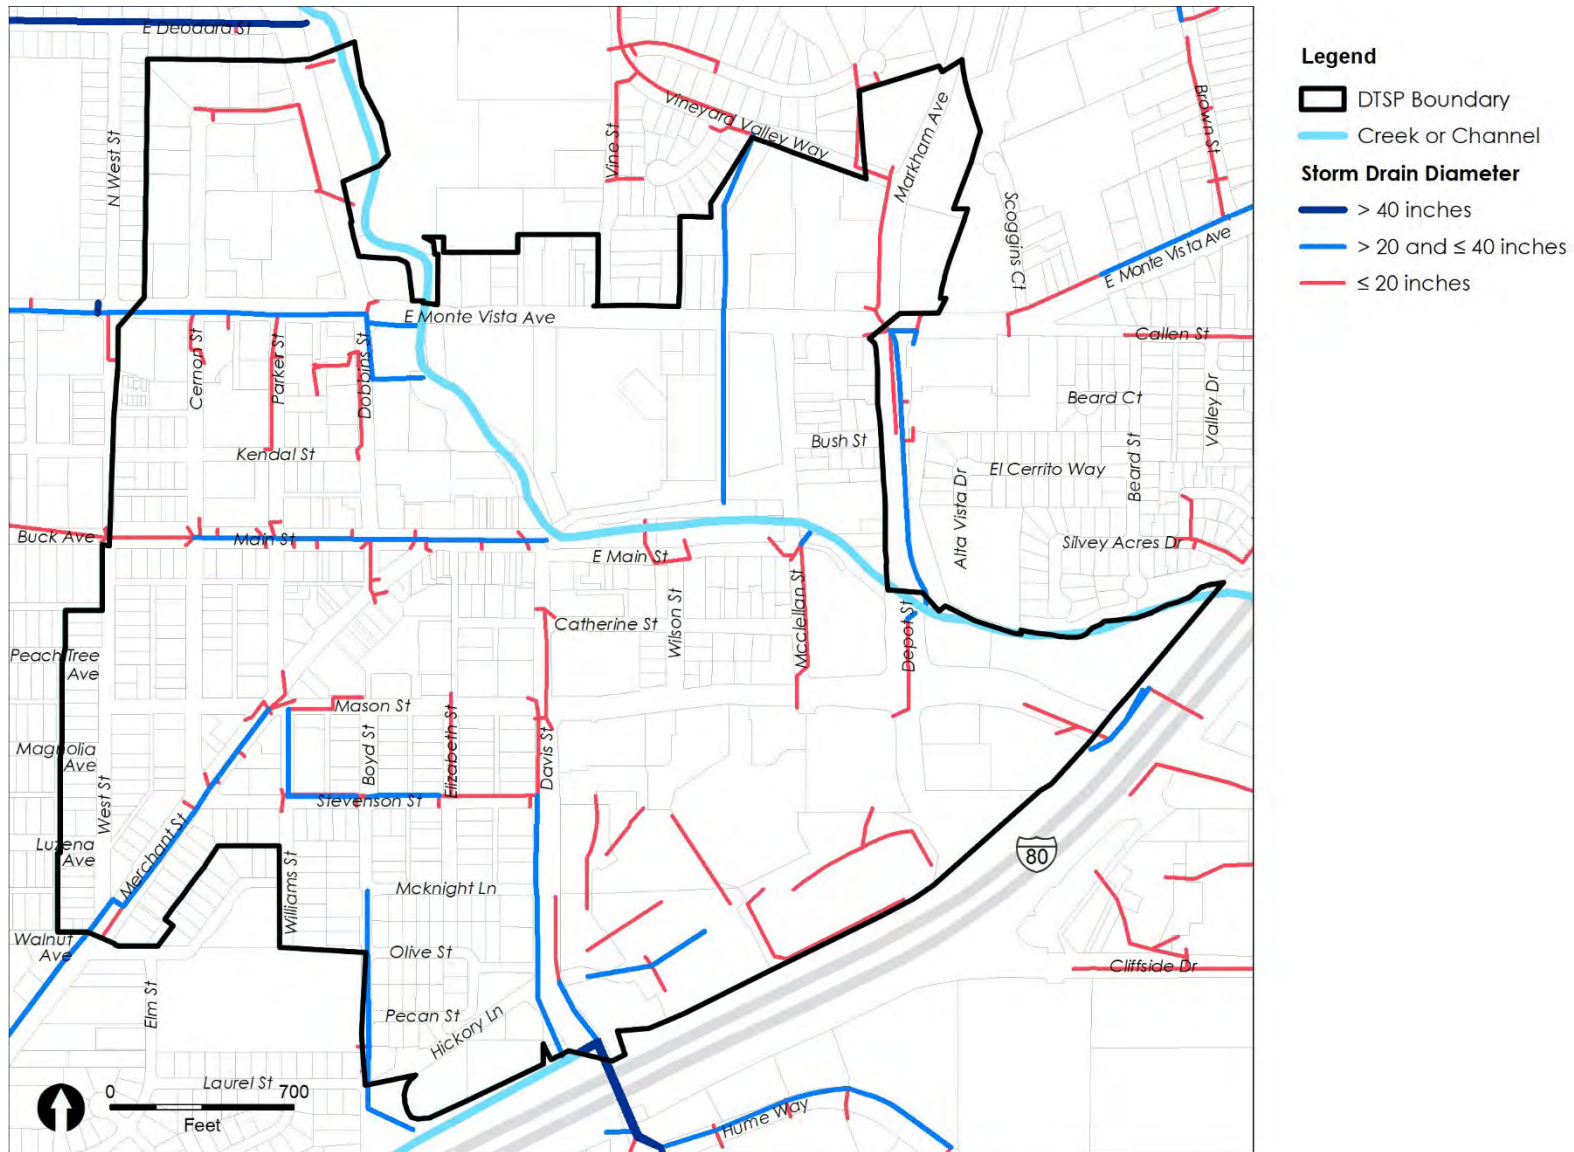 E Deodara St
N West St
Vine St
Vineyard Valley Way
Markham Ave
Scoggins Ct
Brown St
E Monte Vista Ave
E Monte Vista Ave
Callen St
Cernon St
Parker St
Dobbins St
Kendal St
Bush St
Beard Ct
El Cerrito Way
Beard St
Valley Dr
Alta Vista Dr
Silvey Acres Dr
Buck Ave
Main St
E Main St
Catherine St
Wilson St
Mcclellan St
Depot St
Peach Tree
Ave
Magnolia
Ave
West St
Luzena
Ave
Merchant St
Mason St
Boyd St
Elizabeth St
Davis St
Stevenson St
Williams St
Mcknight Ln
Walnut
Ave
Olive St
Elm St
Pecan St
Hickory Ln
Laurel St
80
Cliffside Dr
Hume Way
0 700
Feet
Legend
DTSP Boundary
Creek or Channel
Storm Drain Diameter
> 40 inches
> 20 and ≤ 40 inches
≤ 20 inches